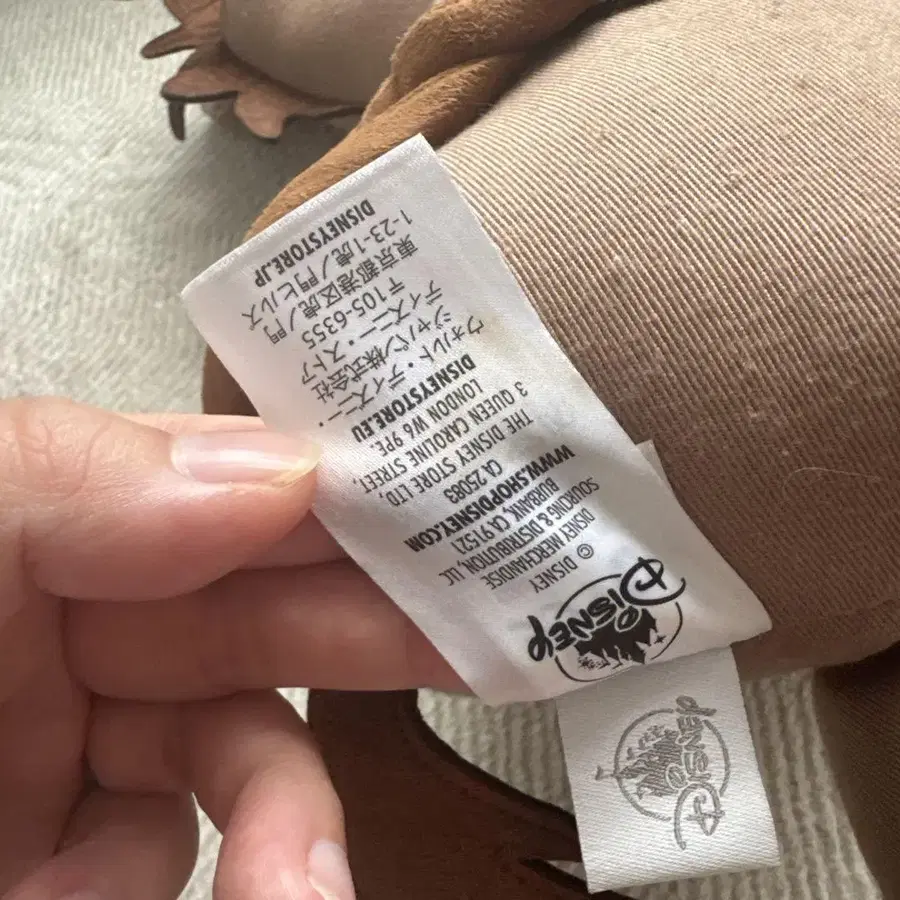 DISNEY
© DISNEY
DISNEY MERCHANDISE
SOURCING & DISTRIBUTION, LLC
BURBANK, CA 91521
WWW.SHOPDISNEY.COM
CA 25083
THE DISNEY STORE LTD,
3 QUEEN CAROLINE STREET,
LONDON W6 9PE.
DISNEYSTORE.EU
ウォルト・ディズニー・
ジャパン株式会社
ディズニー・ストア
〒105-6355
東京都港区虎ノ門
1-23-1虎ノ門ヒルズ
DISNEYSTORE.JP
DISNEY